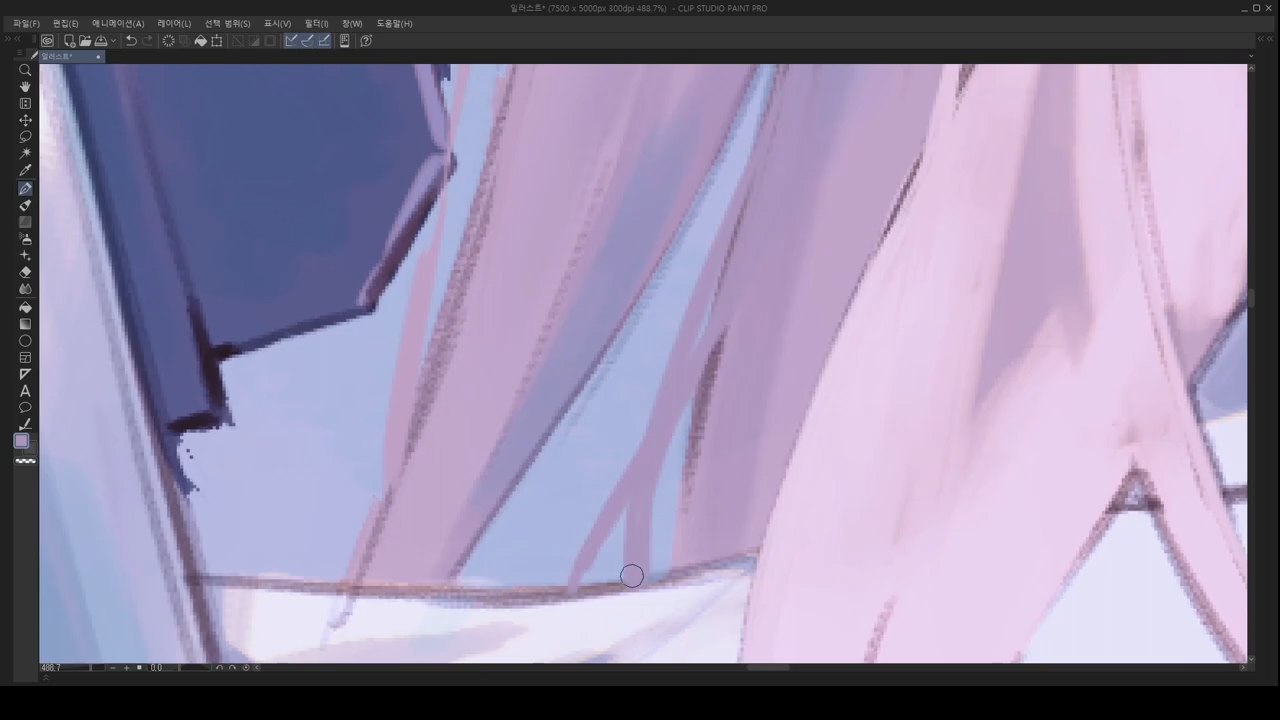 일러스트* (7500 x 5000px 300dpi 488.7%) - CLIP STUDIO PAINT PRO
파일(F) 편집(E) 애니메이션(A) 레이어(L) 선택 범위(S) 표시(V) 필터(I) 창(W) 도움말(H)
일러스트*
A
488.7 0.0